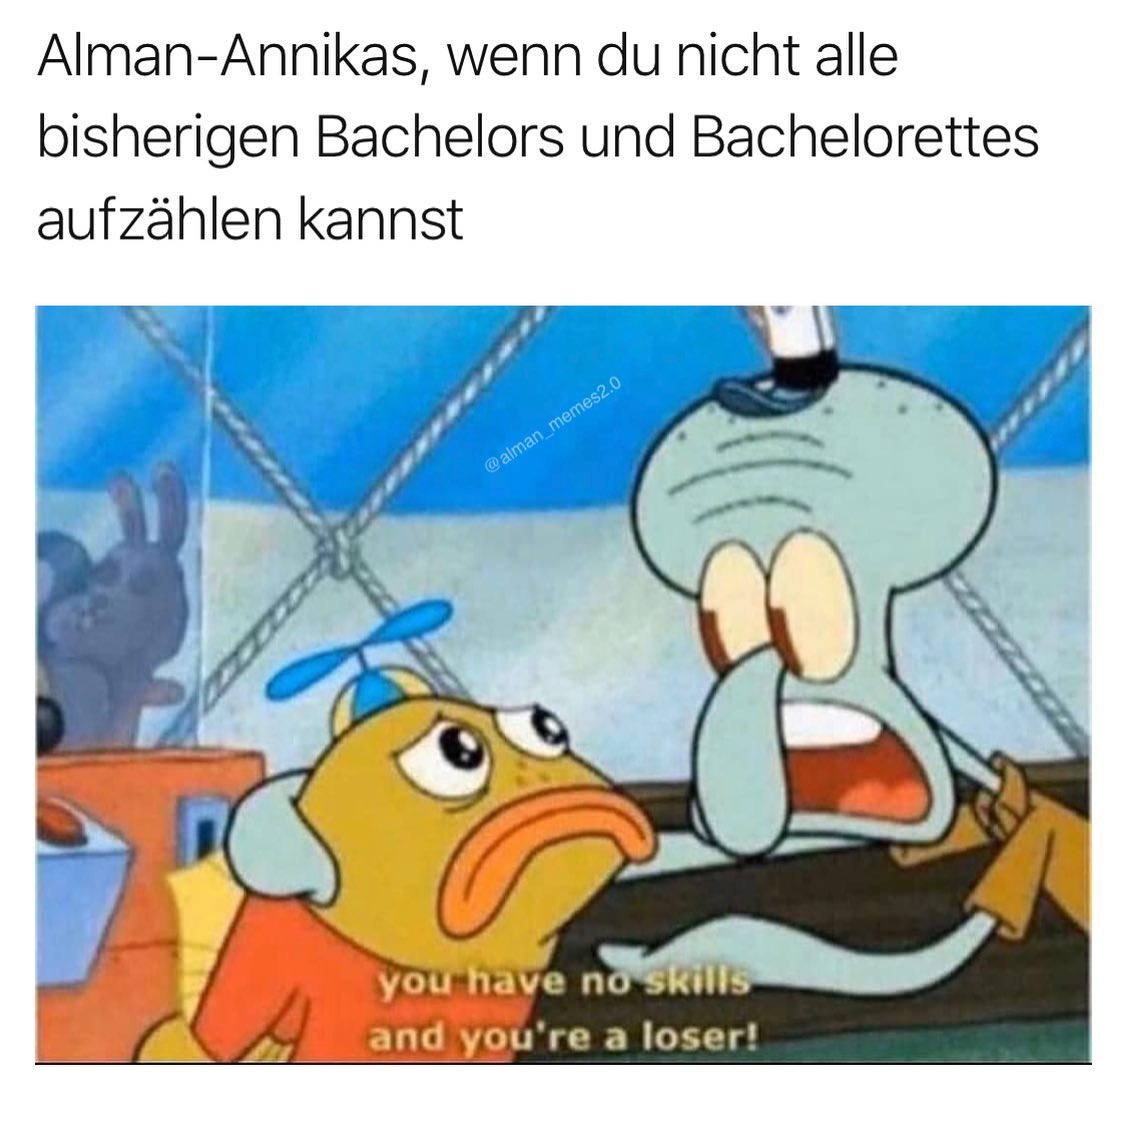 Alman-Annikas, wenn du nicht alle
bisherigen Bachelors und Bachelorettes
aufzählen kannst
@alman_memes2.0
you have no skills
and you're a loser!